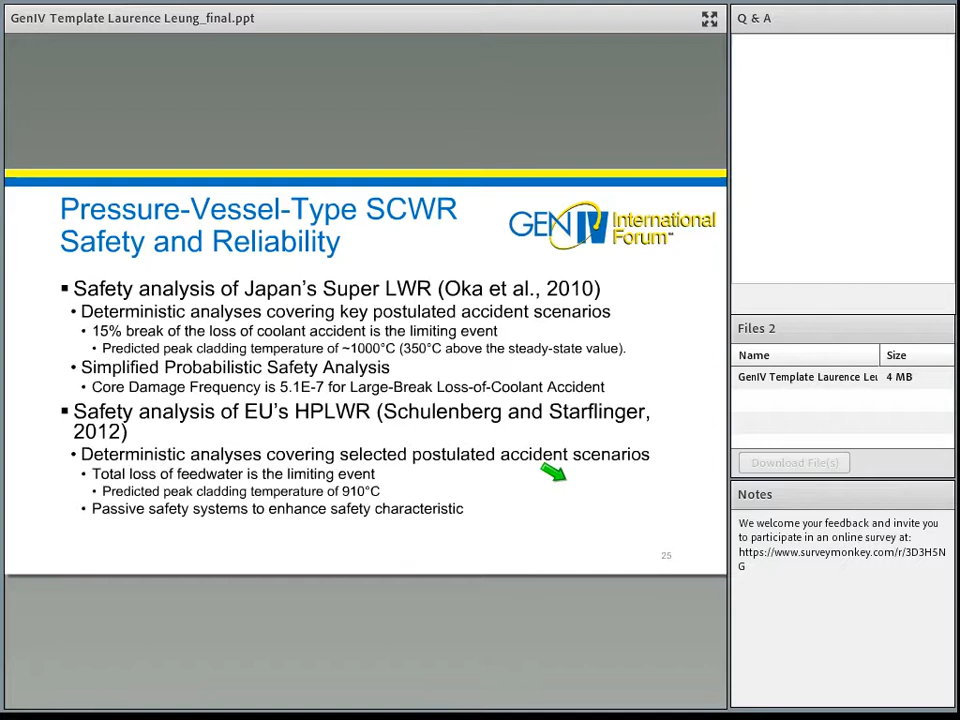 GenIV Template Laurence Leung_final.ppt
Pressure-Vessel-Type SCWR
Safety and Reliability
GENIV International
Forum™
▪ Safety analysis of Japan's Super LWR (Oka et al., 2010)
• Deterministic analyses covering key postulated accident scenarios
• 15% break of the loss of coolant accident is the limiting event
• Predicted peak cladding temperature of ~1000°C (350°C above the steady-state value).
• Simplified Probabilistic Safety Analysis
• Core Damage Frequency is 5.1E-7 for Large-Break Loss-of-Coolant Accident
▪ Safety analysis of EU's HPLWR (Schulenberg and Starflinger,
2012)
• Deterministic analyses covering selected postulated accident scenarios
• Total loss of feedwater is the limiting event
• Predicted peak cladding temperature of 910°C
• Passive safety systems to enhance safety characteristic
25
Q & A
Files 2
Name Size
GenIV Template Laurence Leu 4 MB
Download File(s)
Notes
We welcome your feedback and invite you
to participate in an online survey at:
https://www.surveymonkey.com/r/3D3H5N
G